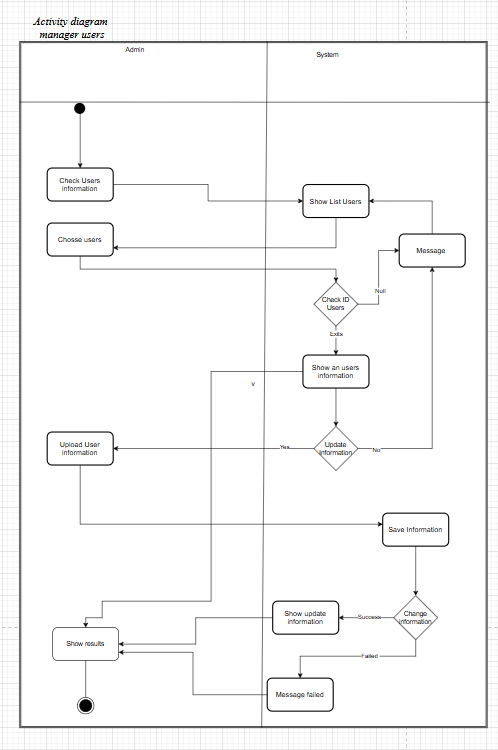 Activity diagram
manager users
Admin
System
Check Users
information
Show List Users
Chosse users
Message
Check ID
Users
Null
Exits
Show an users
information
v
Upload User
information
Yes
Update
Information
No
Save Information
Show update
information
Success
Change
information
Show results
Failed
Message failed